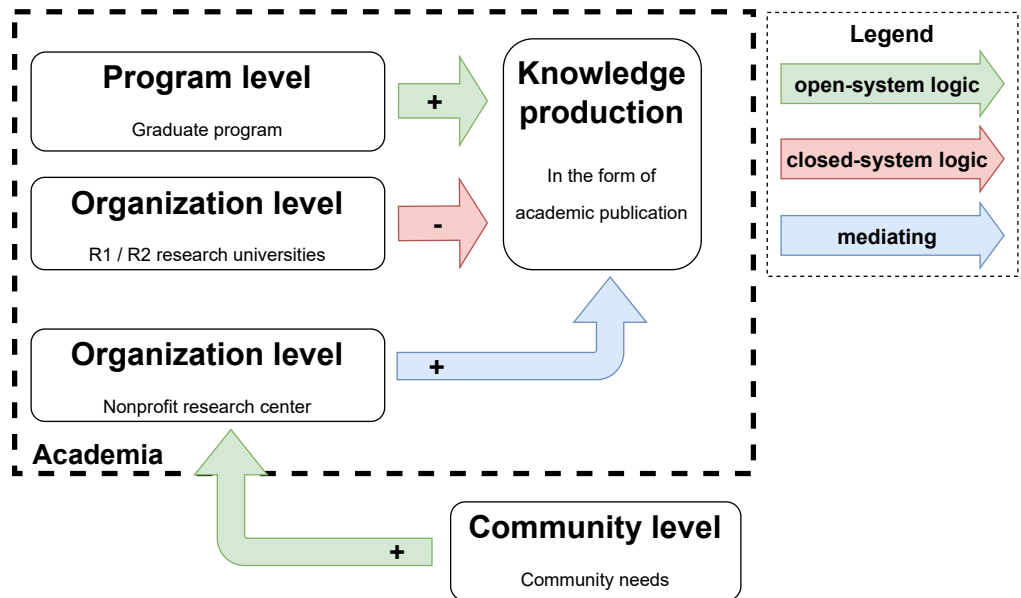 Program level
Graduate program
+
Knowledge
production
In the form of
academic publication
Organization level
R1 / R2 research universities
-
Organization level
Nonprofit research center
+
Academia
Community level
Community needs
+
Legend
open-system logic
closed-system logic
mediating